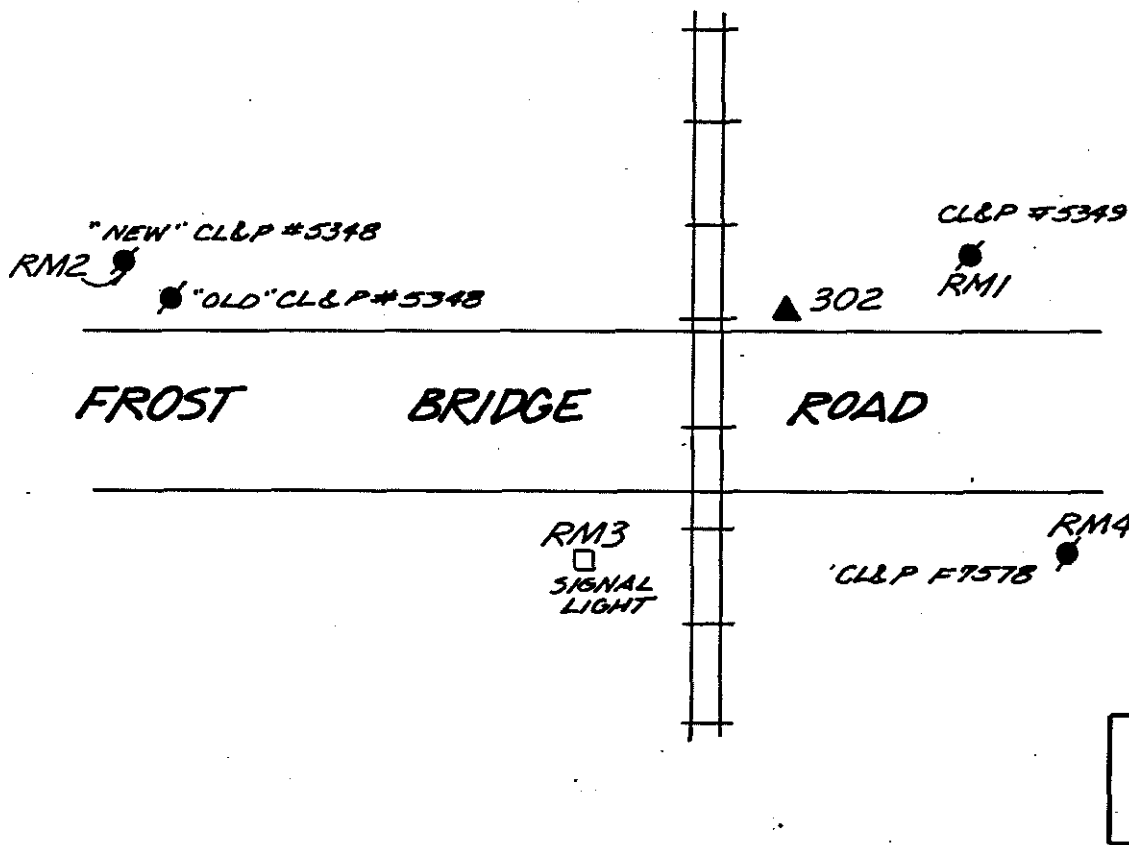 CL&P #5349
"NEW" CL&P #5348
RM2
RM1
"OLD" CL&P #5348
302
FROST BRIDGE ROAD
RM3
RM4
SIGNAL
LIGHT
CL&P #7578